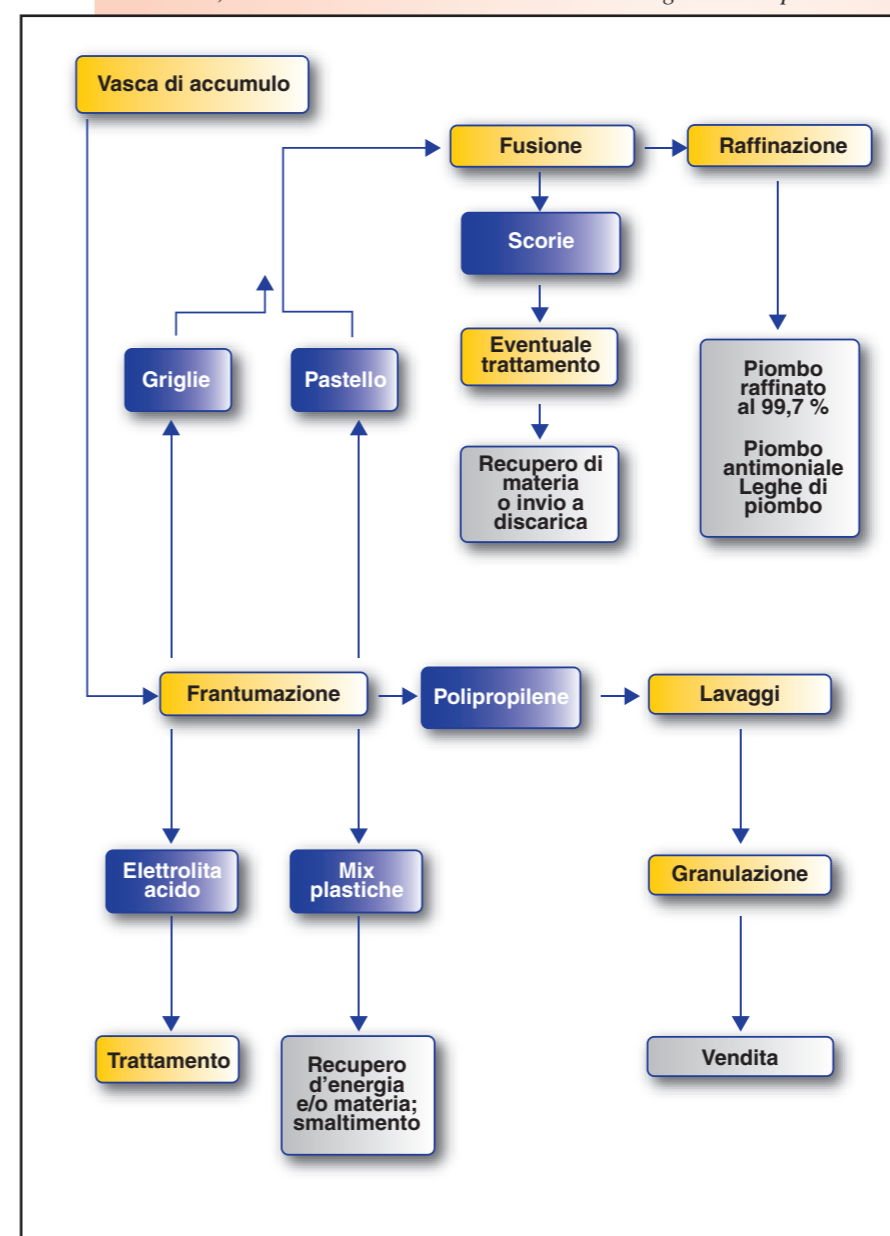 Vasca di accumulo
Fusione
Raffinazione
Scorie
Griglie
Pastello
Eventuale
trattamento
Piombo
raffinato
al 99,7 %
Piombo
antimoniale
Leghe di
piombo
Recupero di
materia
o invio a
discarica
Frantumazione
Polipropilene
Lavaggi
Elettrolita
acido
Mix
plastiche
Granulazione
Trattamento
Recupero
d'energia
e/o materia;
smaltimento
Vendita